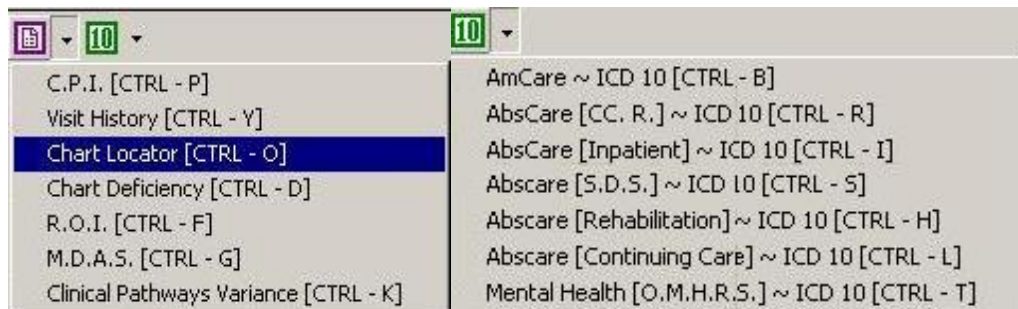 10
C.P.I. [CTRL - P]
Visit History [CTRL - Y]
Chart Locator [CTRL - O]
Chart Deficiency [CTRL - D]
R.O.I. [CTRL - F]
M.D.A.S. [CTRL - G]
Clinical Pathways Variance [CTRL - K]
10
AmCare ~ ICD 10 [CTRL - B]
AbsCare [CC. R.] ~ ICD 10 [CTRL - R]
AbsCare [Inpatient] ~ ICD 10 [CTRL - I]
Abscare [S.D.S.] ~ ICD 10 [CTRL - S]
Abscare [Rehabilitation] ~ ICD 10 [CTRL - H]
Abscare [Continuing Care] ~ ICD 10 [CTRL - L]
Mental Health [O.M.H.R.S.] ~ ICD 10 [CTRL - T]